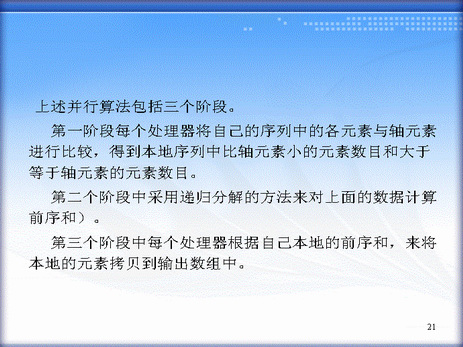 上述并行算法包括三个阶段。
第一阶段每个处理器将自己的序列中的各元素与轴元素
进行比较，得到本地序列中比轴元素小的元素数目和大于
等于轴元素的元素数目。
第二个阶段中采用递归分解的方法来对上面的数据计算
前序和）。
第三个阶段中每个处理器根据自己本地的前序和，来将
本地的元素拷贝到输出数组中。
21